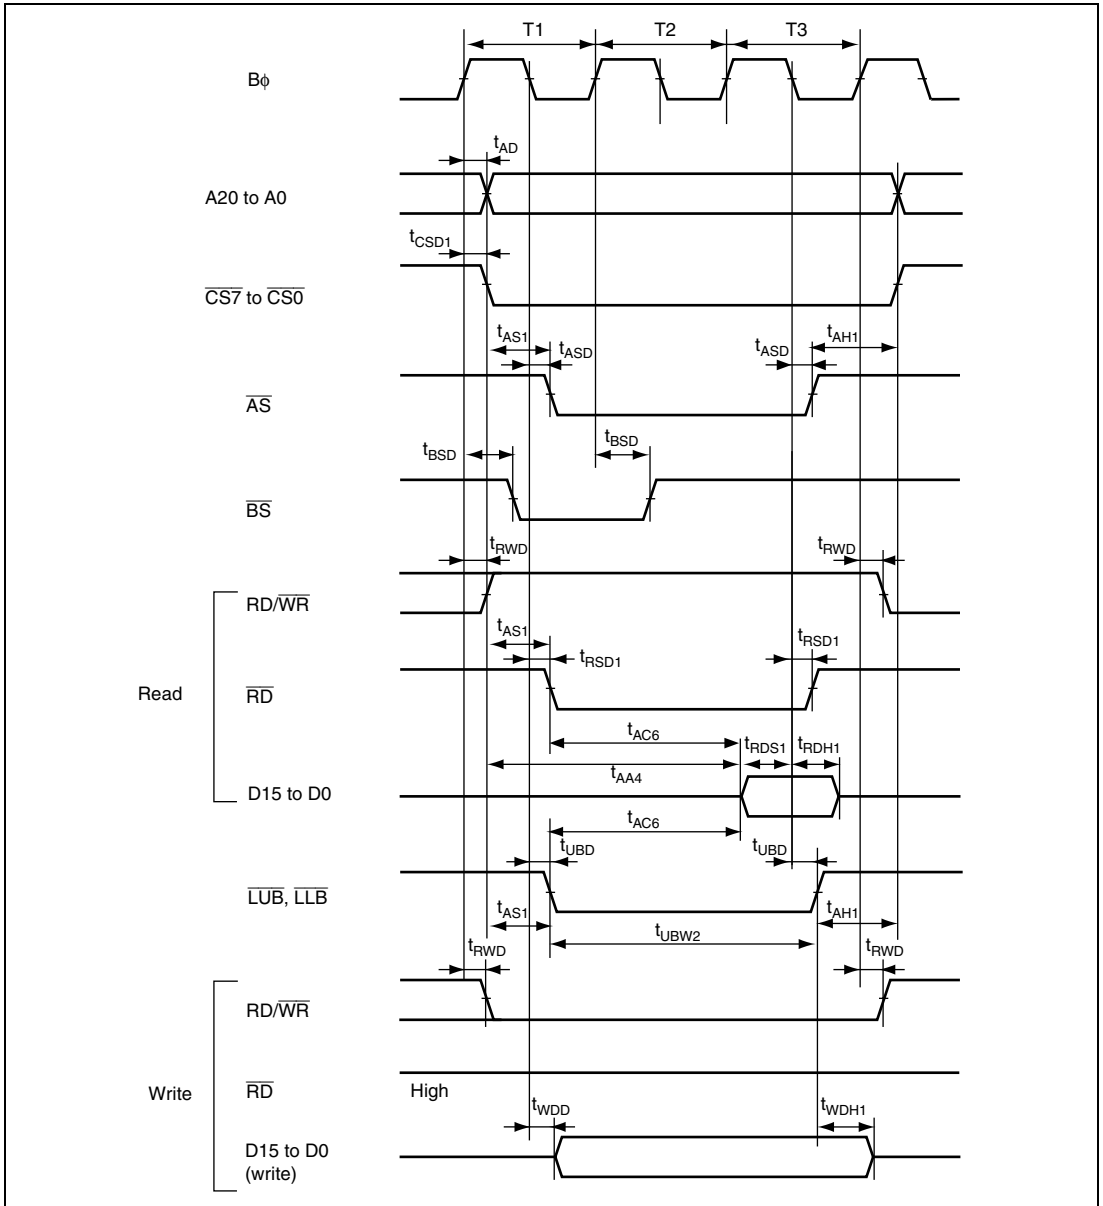 T1 T2 T3
Bφ
tAD
A20 to A0
tCSD1
CS7 to CS0
tAS1 tASD tASD tAH1
AS
tBSD tBSD
BS
tRWD tRWD
RD/WR
tAS1 tRSD1 tRSD1
Read RD
tAC6 tRDS1 tRDH1
tAA4
D15 to D0
tAC6
tUBD tUBD
LUB, LLB
tAS1 tUBW2 tAH1
tRWD tRWD
RD/WR
Write RD High
tWDD tWDH1
D15 to D0
(write)